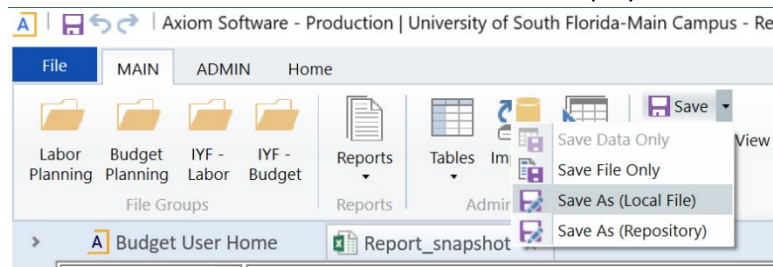 A Axiom Software - Production | University of South Florida-Main Campus - Re
File MAIN ADMIN Home
Labor Planning
Budget Planning
IYF - Labor
IYF - Budget
Reports
Tables
Save
Save Data Only
View
Save File Only
Save As (Local File)
Save As (Repository)
File Groups
Reports
> A Budget User Home
Report_snapshot